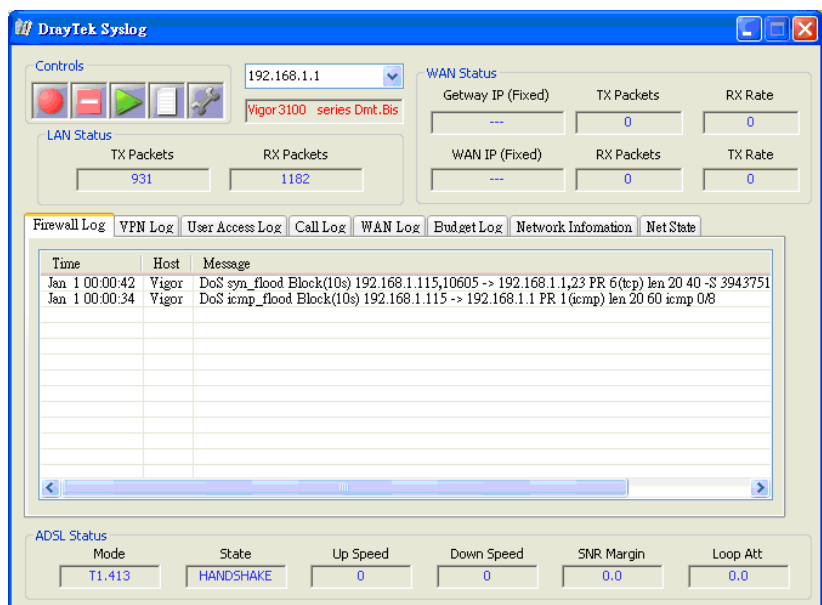 DrayTek Syslog
Controls
192.168.1.1
Vigor3100 series Dmt.Bis
WAN Status
Getway IP (Fixed) TX Packets RX Rate
--- 0 0
WAN IP (Fixed) RX Packets TX Rate
--- 0 0
LAN Status
TX Packets RX Packets
931 1182
Firewall Log VPN Log User Access Log Call Log WAN Log Budget Log Network Infomation Net State
Time Host Message
Jan 1 00:00:42 Vigor DoS syn_flood Block(10s) 192.168.1.115,10605 -> 192.168.1.1,23 PR 6(tcp) len 20 40 -S 3943751
Jan 1 00:00:34 Vigor DoS icmp_flood Block(10s) 192.168.1.115 -> 192.168.1.1 PR 1(icmp) len 20 60 icmp 0/8
ADSL Status
Mode State Up Speed Down Speed SNR Margin Loop Att
T1.413 HANDSHAKE 0 0 0.0 0.0